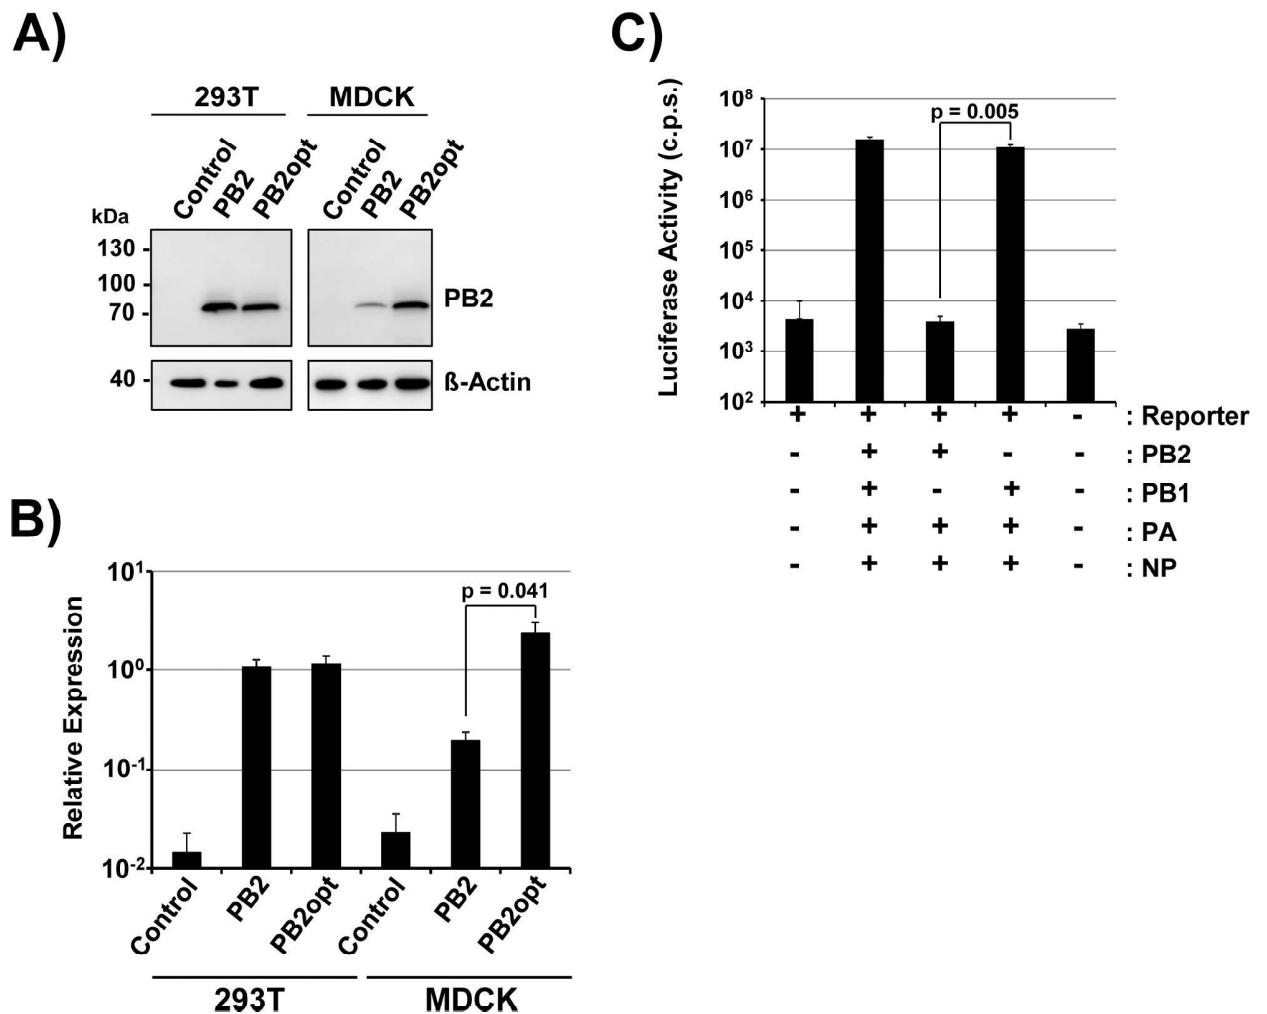 A)
293T MDCK
Control PB2 PB2opt Control PB2 PB2opt
kDa
130 -
100 -
70 -
PB2
40 -
ß-Actin
B)
Relative Expression
10¹
10⁰
10⁻¹
10⁻²
p = 0.041
Control PB2 PB2opt Control PB2 PB2opt
293T MDCK
C)
Luciferase Activity (c.p.s.)
10⁸
10⁷
10⁶
10⁵
10⁴
10³
10²
p = 0.005
+ + + + - : Reporter
- + + - - : PB2
- + - + - : PB1
- + + + - : PA
- + + + - : NP